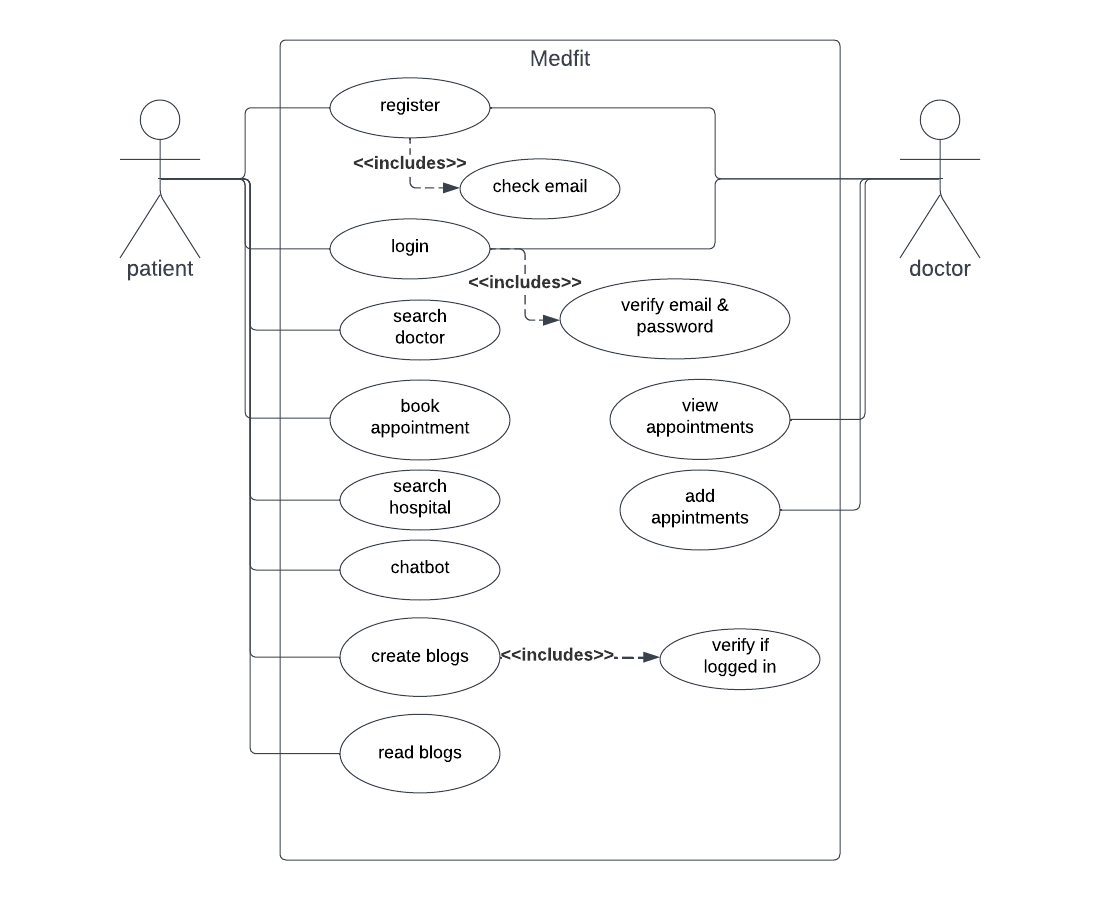 Medfit
register
<<includes>>
check email
login
<<includes>>
patient
doctor
verify email &
password
search
doctor
book
appointment
view
appointments
search
hospital
add
appintments
chatbot
create blogs
<<includes>>
verify if
logged in
read blogs